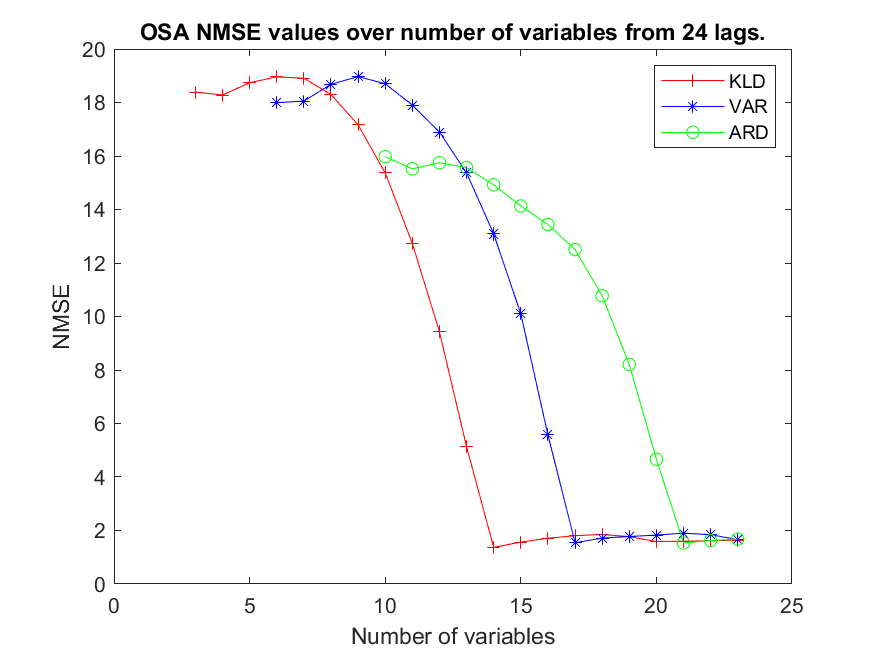 OSA NMSE values over number of variables from 24 lags.
20
18
16
14
12
10
8
6
4
2
0
NMSE
KLD
VAR
ARD
0 5 10 15 20 25
Number of variables